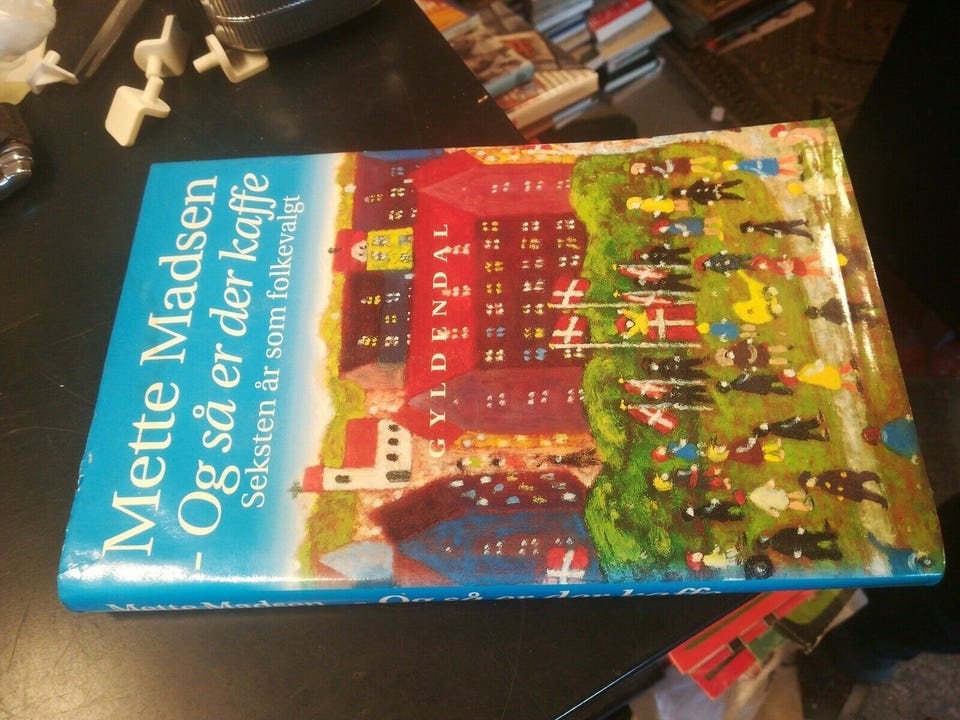 Mette Madsen
- Og så er der kaffe
Seksten år som folkevalgt
GYLDENDAL
Mette Madsen - Og så er der kaffe